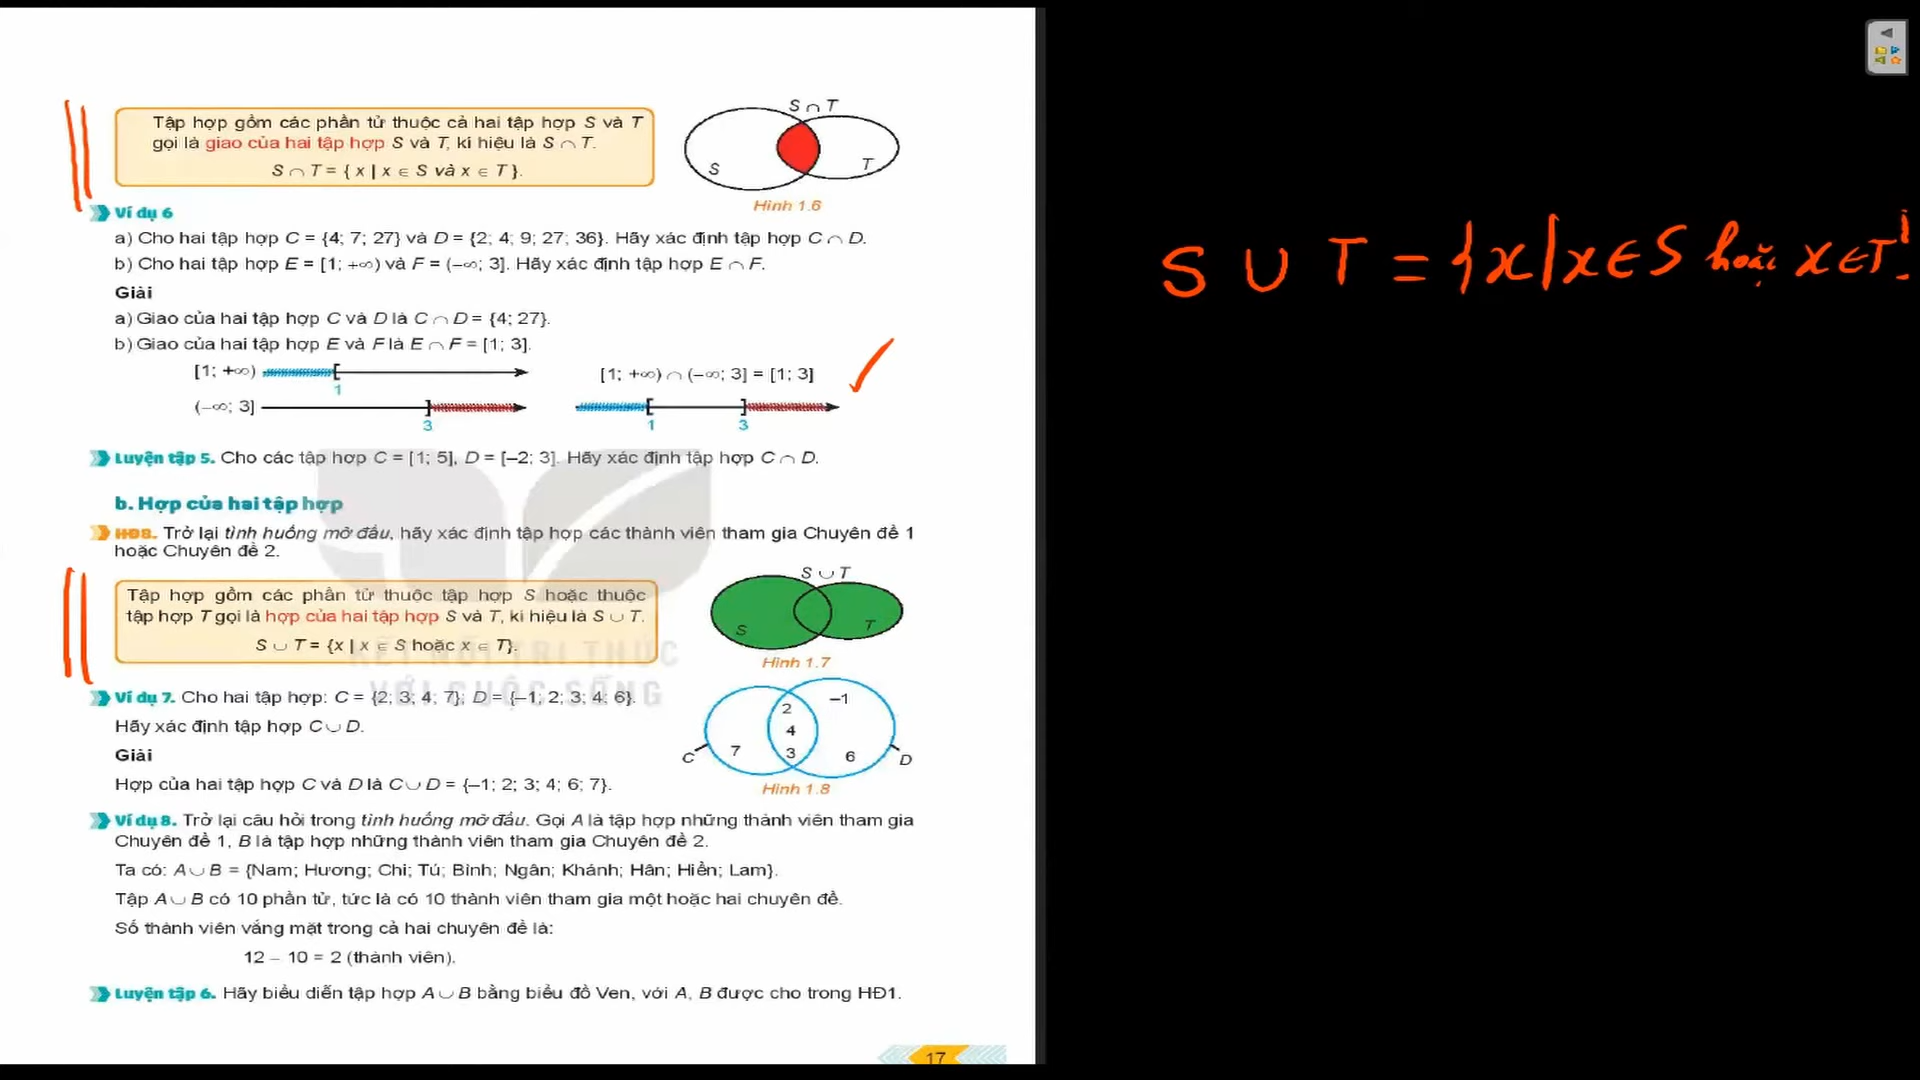 Tập hợp gồm các phần tử thuộc cả hai tập hợp S và T
gọi là giao của hai tập hợp S và T, kí hiệu là S ∩ T.
S ∩ T = { x | x ∈ S và x ∈ T }.
S ∩ T
S
T
Hình 1.6
Ví dụ 6
a) Cho hai tập hợp C = {4; 7; 27} và D = {2; 4; 9; 27; 36}. Hãy xác định tập hợp C ∩ D.
b) Cho hai tập hợp E = [1; +∞) và F = (–∞; 3]. Hãy xác định tập hợp E ∩ F.
Giải
a) Giao của hai tập hợp C và D là C ∩ D = {4; 27}.
b) Giao của hai tập hợp E và F là E ∩ F = [1; 3].
[1; +∞)
1
(–∞; 3]
3
[1; +∞) ∩ (–∞; 3] = [1; 3]
1 3
Luyện tập 5. Cho các tập hợp C = [1; 5], D = [–2; 3]. Hãy xác định tập hợp C ∩ D.
b. Hợp của hai tập hợp
HĐ8. Trở lại tình huống mở đầu, hãy xác định tập hợp các thành viên tham gia Chuyên đề 1
hoặc Chuyên đề 2.
Tập hợp gồm các phần tử thuộc tập hợp S hoặc thuộc
tập hợp T gọi là hợp của hai tập hợp S và T, kí hiệu là S ∪ T.
S ∪ T = {x | x ∈ S hoặc x ∈ T}.
S ∪ T
S
T
Hình 1.7
KẾT NỐI TRI THỨC
VỚI CUỘC SỐNG
Ví dụ 7. Cho hai tập hợp: C = {2; 3; 4; 7}; D = {–1; 2; 3; 4; 6}.
Hãy xác định tập hợp C ∪ D.
Giải
Hợp của hai tập hợp C và D là C ∪ D = {–1; 2; 3; 4; 6; 7}.
–1
2
4
7 3 6
C D
Hình 1.8
Ví dụ 8. Trở lại câu hỏi trong tình huống mở đầu. Gọi A là tập hợp những thành viên tham gia
Chuyên đề 1, B là tập hợp những thành viên tham gia Chuyên đề 2.
Ta có: A ∪ B = {Nam; Hương; Chi; Tú; Bình; Ngân; Khánh; Hân; Hiền; Lam}.
Tập A ∪ B có 10 phần tử, tức là có 10 thành viên tham gia một hoặc hai chuyên đề.
Số thành viên vắng mặt trong cả hai chuyên đề là:
12 – 10 = 2 (thành viên).
Luyện tập 6. Hãy biểu diễn tập hợp A ∪ B bằng biểu đồ Ven, với A, B được cho trong HĐ1.
17
S ∪ T = {x | x ∈ S hoặc x ∈ T}